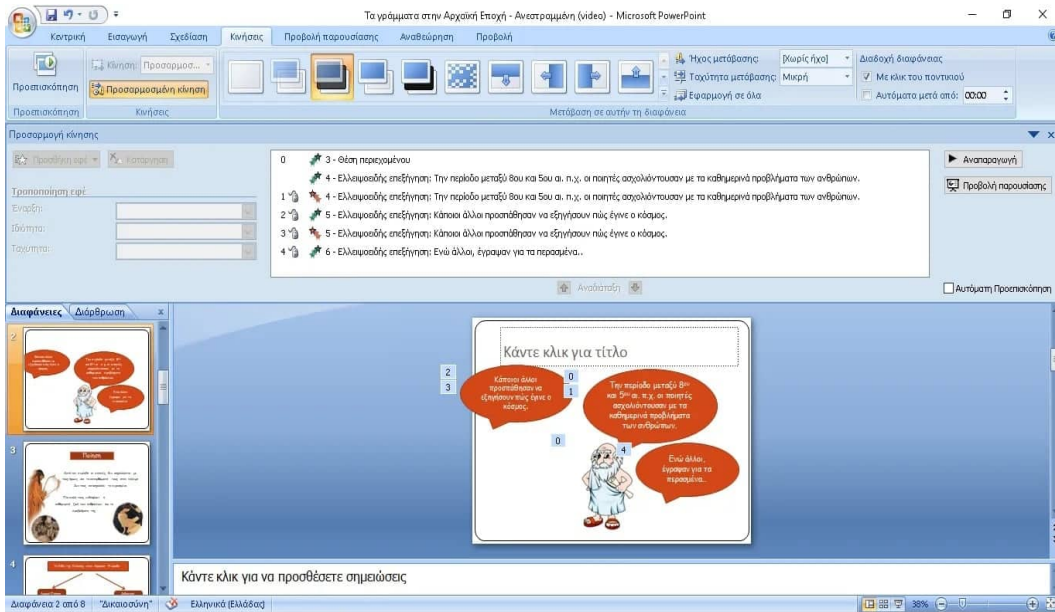 Τα γράμματα στην Αρχαϊκή Εποχή - Ανεστραμμένη (video) - Microsoft PowerPoint
Κεντρική Εισαγωγή Σχεδίαση Κινήσεις Προβολή παρουσίασης Αναθεώρηση Προβολή
Προεπισκόπηση
Προεπισκόπηση
Κίνηση: Προσαρμοσ...
Προσαρμοσμένη κίνηση
Κινήσεις
Ήχος μετάβασης: [Χωρίς ήχο]
Ταχύτητα μετάβασης: Μικρή
Εφαρμογή σε όλα
Μετάβαση σε αυτήν τη διαφάνεια
Διαδοχή διαφάνειας
Με κλικ του ποντικιού
Αυτόματα μετά από: 00:00
Προσαρμογή κίνησης
Προσθήκη εφέ Κατάργηση
Τροποποίηση εφέ
Έναρξη:
Ιδιότητα:
Ταχύτητα:
0 3 - Θέση περιεχομένου
4 - Ελλειψοειδής επεξήγηση: Την περίοδο μεταξύ 8ου και 5ου αι. π.χ. οι ποιητές ασχολιόντουσαν με τα καθημερινά προβλήματα των ανθρώπων.
1 4 - Ελλειψοειδής επεξήγηση: Την περίοδο μεταξύ 8ου και 5ου αι. π.χ. οι ποιητές ασχολιόντουσαν με τα καθημερινά προβλήματα των ανθρώπων.
2 5 - Ελλειψοειδής επεξήγηση: Κάποιοι άλλοι προσπάθησαν να εξηγήσουν πώς έγινε ο κόσμος.
3 5 - Ελλειψοειδής επεξήγηση: Κάποιοι άλλοι προσπάθησαν να εξηγήσουν πώς έγινε ο κόσμος.
4 6 - Ελλειψοειδής επεξήγηση: Ενώ άλλοι, έγραψαν για τα περασμένα..
Αναδιάταξη
Αναπαραγωγή
Προβολή παρουσίασης
Αυτόματη Προεπισκόπηση
Διαφάνειες Διάρθρωση x
2
3
Ποίηση
4
Κάντε κλικ για τίτλο
2
3
Κάποιοι άλλοι
προσπάθησαν να
εξηγήσουν πώς έγινε ο
κόσμος.
0
1
Την περίοδο μεταξύ 8ου
και 5ου αι. π.χ. οι ποιητές
ασχολιόντουσαν με τα
καθημερινά προβλήματα
των ανθρώπων.
0
4
Ενώ άλλοι,
έγραψαν για τα
περασμένα..
Κάντε κλικ για να προσθέσετε σημειώσεις
Διαφάνεια 2 από 8 "Δικαιοσύνη" Ελληνικά (Ελλάδας) 38%